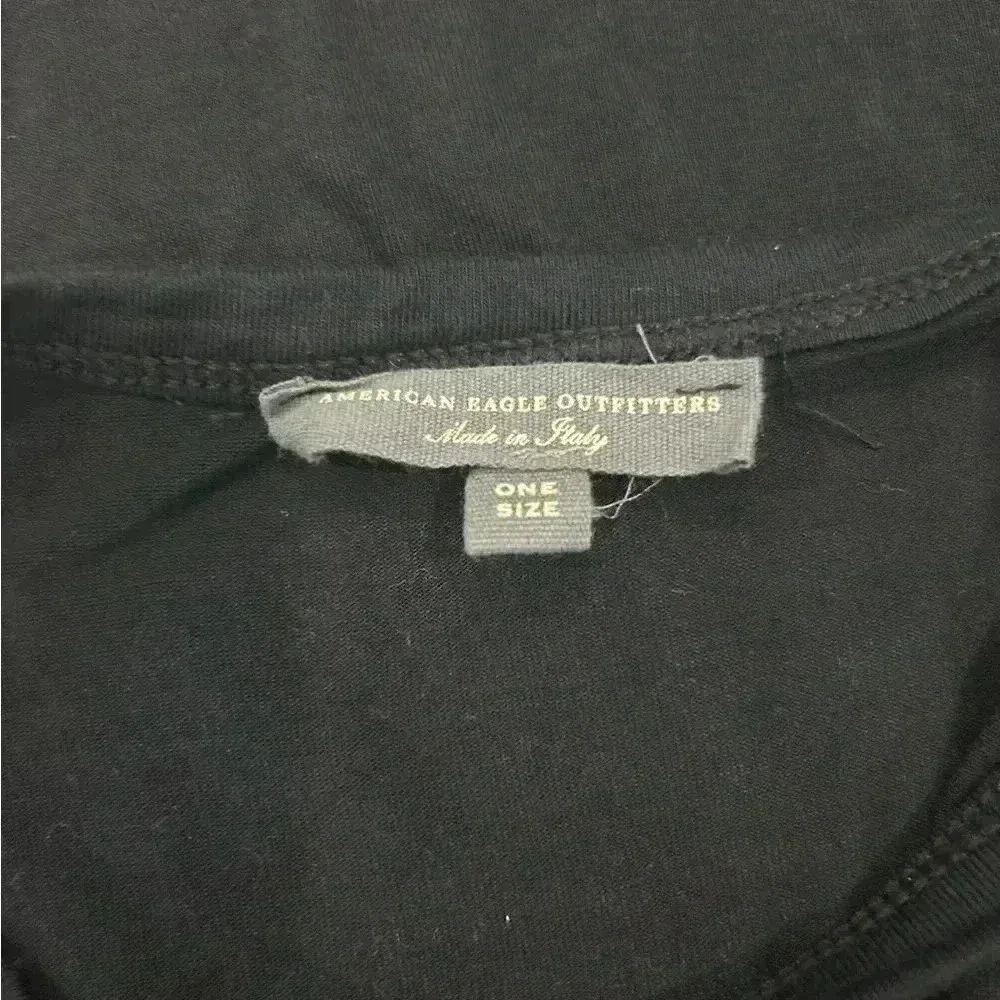 AMERICAN EAGLE OUTFITTERS
Made in Italy
ONE
SIZE